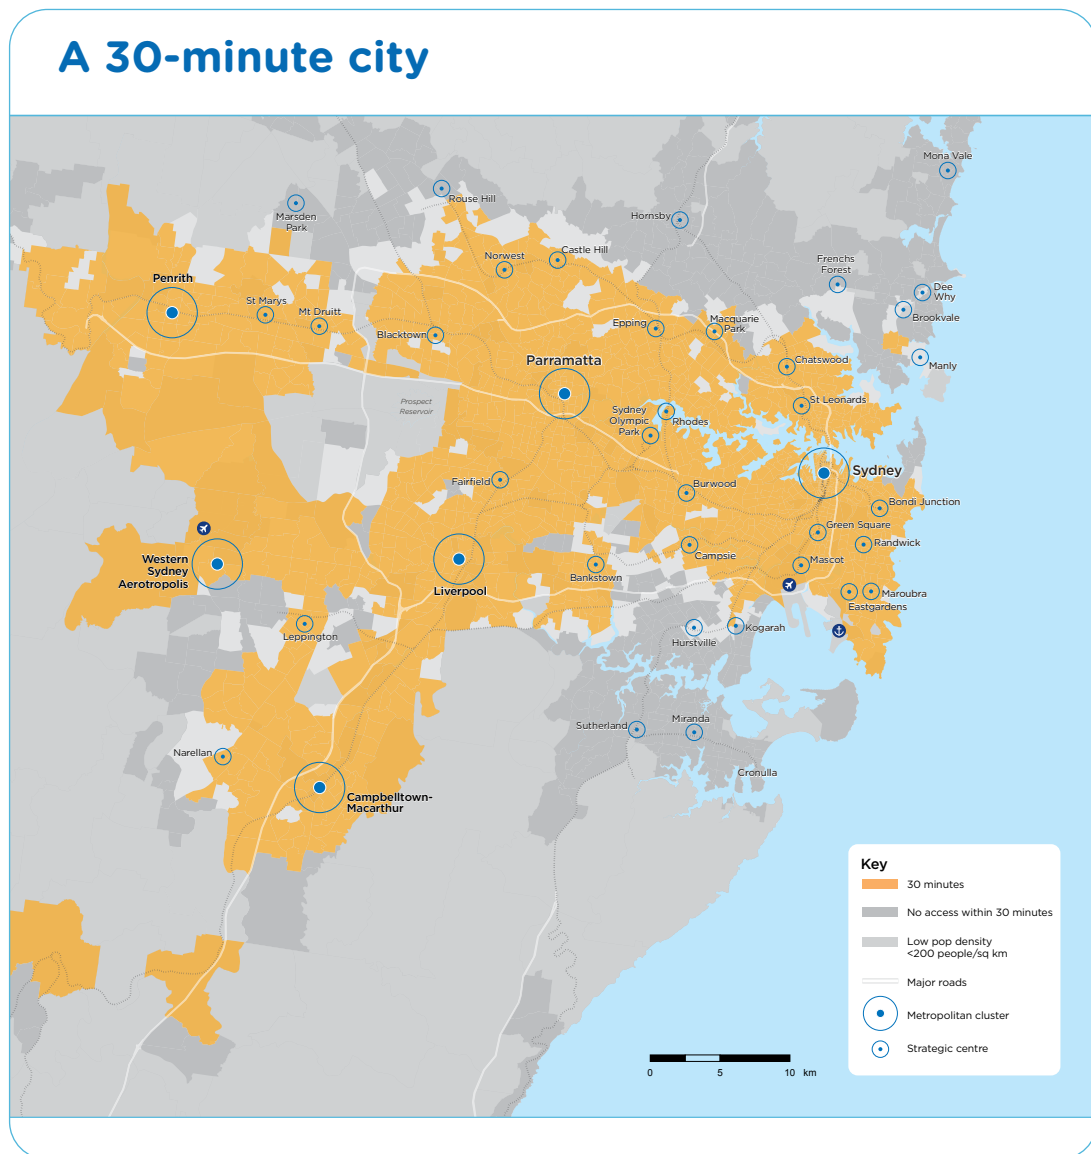 A 30-minute city
Mona Vale
Rouse Hill
Marsden
Park
Hornsby
Castle Hill
Norwest
Frenchs
Forest
Penrith
Dee
Why
St Marys
Mt Druitt
Brookvale
Epping
Macquarie
Park
Blacktown
Parramatta
Chatswood
Manly
Prospect
Reservoir
St Leonards
Sydney
Olympic
Park
Rhodes
Sydney
Fairfield
Burwood
Bondi Junction
Green Square
Randwick
Western
Sydney
Aerotropolis
Campsie
Mascot
Bankstown
Liverpool
Maroubra
Eastgardens
Leppington
Kogarah
Hurstville
Sutherland
Miranda
Narellan
Cronulla
Campbelltown-
Macarthur
Key
30 minutes
No access within 30 minutes
Low pop density
<200 people/sq km
Major roads
Metropolitan cluster
Strategic centre
0 5 10 km